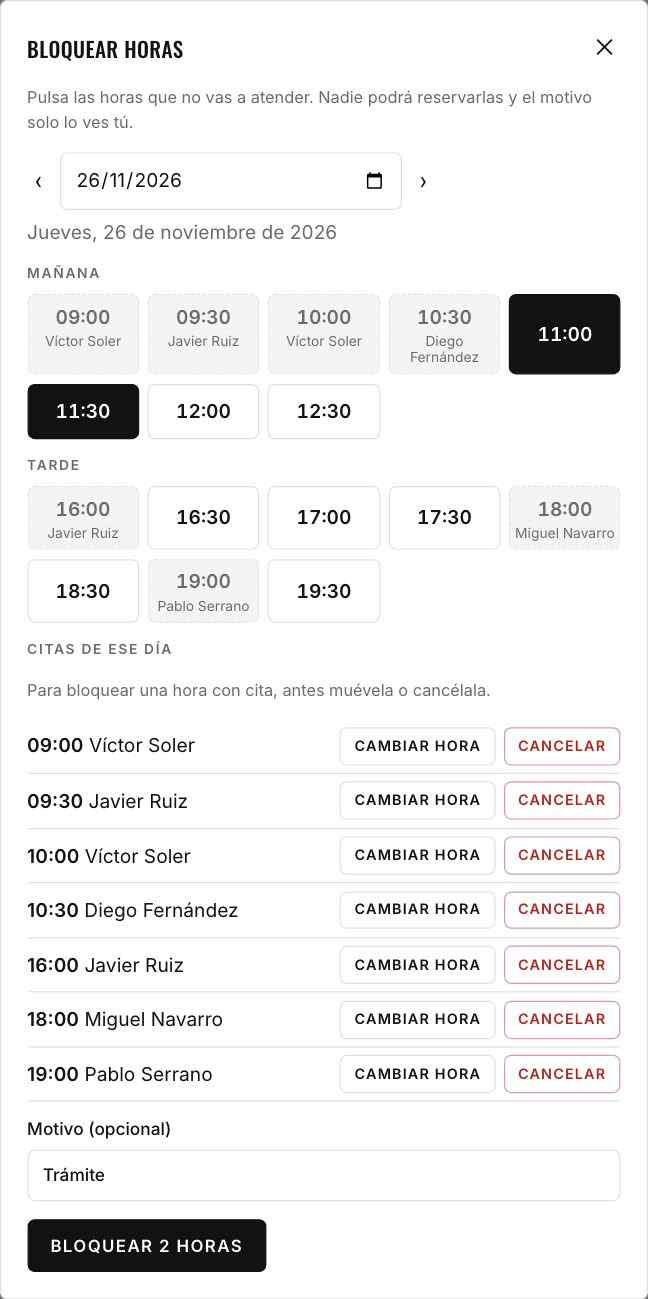 BLOQUEAR HORAS
Pulsa las horas que no vas a atender. Nadie podrá reservarlas y el motivo
solo lo ves tú.
‹ 26/11/2026 ›
Jueves, 26 de noviembre de 2026
MAÑANA
09:00 09:30 10:00 10:30 11:00
Víctor Soler Javier Ruiz Víctor Soler Diego
Fernández
11:30 12:00 12:30
TARDE
16:00 16:30 17:00 17:30 18:00
Javier Ruiz Miguel Navarro
18:30 19:00 19:30
Pablo Serrano
CITAS DE ESE DÍA
Para bloquear una hora con cita, antes muévela o cancélala.
09:00 Víctor Soler CAMBIAR HORA CANCELAR
09:30 Javier Ruiz CAMBIAR HORA CANCELAR
10:00 Víctor Soler CAMBIAR HORA CANCELAR
10:30 Diego Fernández CAMBIAR HORA CANCELAR
16:00 Javier Ruiz CAMBIAR HORA CANCELAR
18:00 Miguel Navarro CAMBIAR HORA CANCELAR
19:00 Pablo Serrano CAMBIAR HORA CANCELAR
Motivo (opcional)
Trámite
BLOQUEAR 2 HORAS